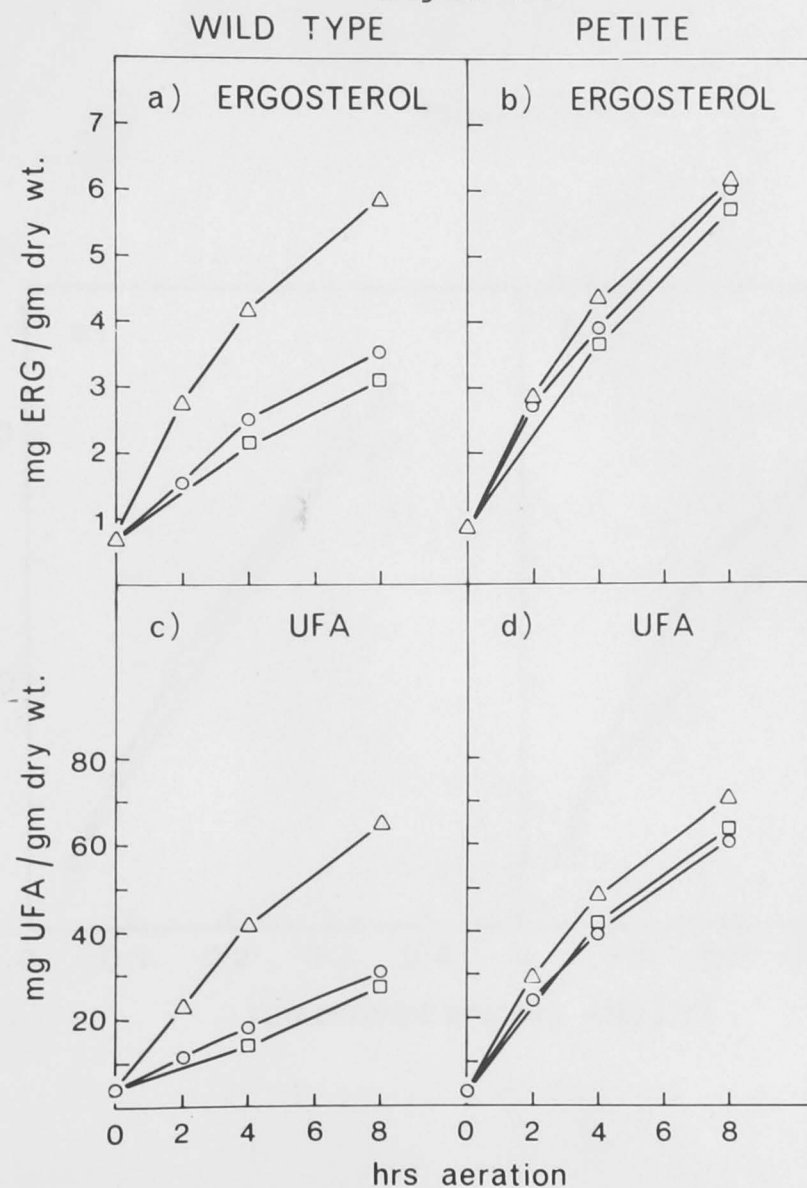 WILD TYPE PETITE
a) ERGOSTEROL b) ERGOSTEROL
mg ERG/gm dry wt.
7
6
5
4
3
2
1
c) UFA d) UFA
mg UFA/gm dry wt.
80
60
40
20
0 2 4 6 8 0 2 4 6 8
hrs aeration